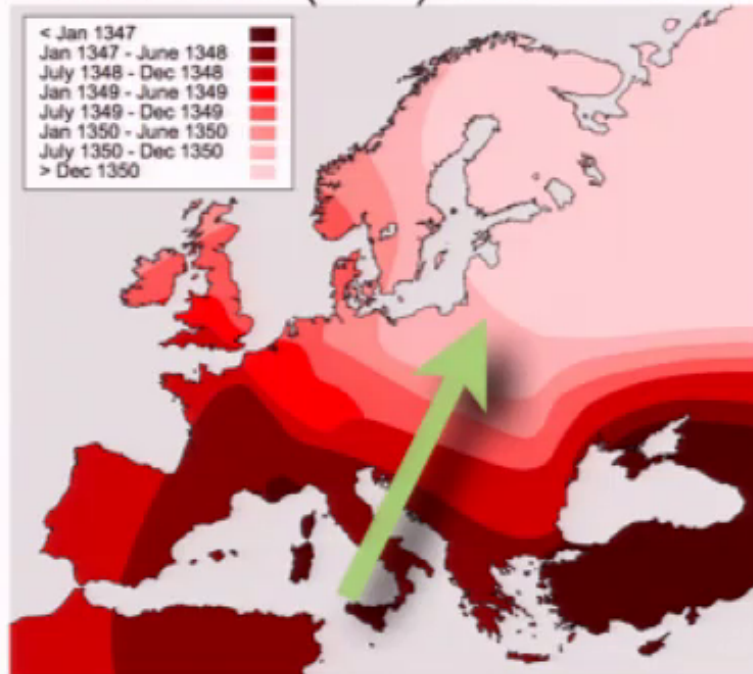 < Jan 1347
Jan 1347 - June 1348
July 1348 - Dec 1348
Jan 1349 - June 1349
July 1349 - Dec 1349
Jan 1350 - June 1350
July 1350 - Dec 1350
> Dec 1350